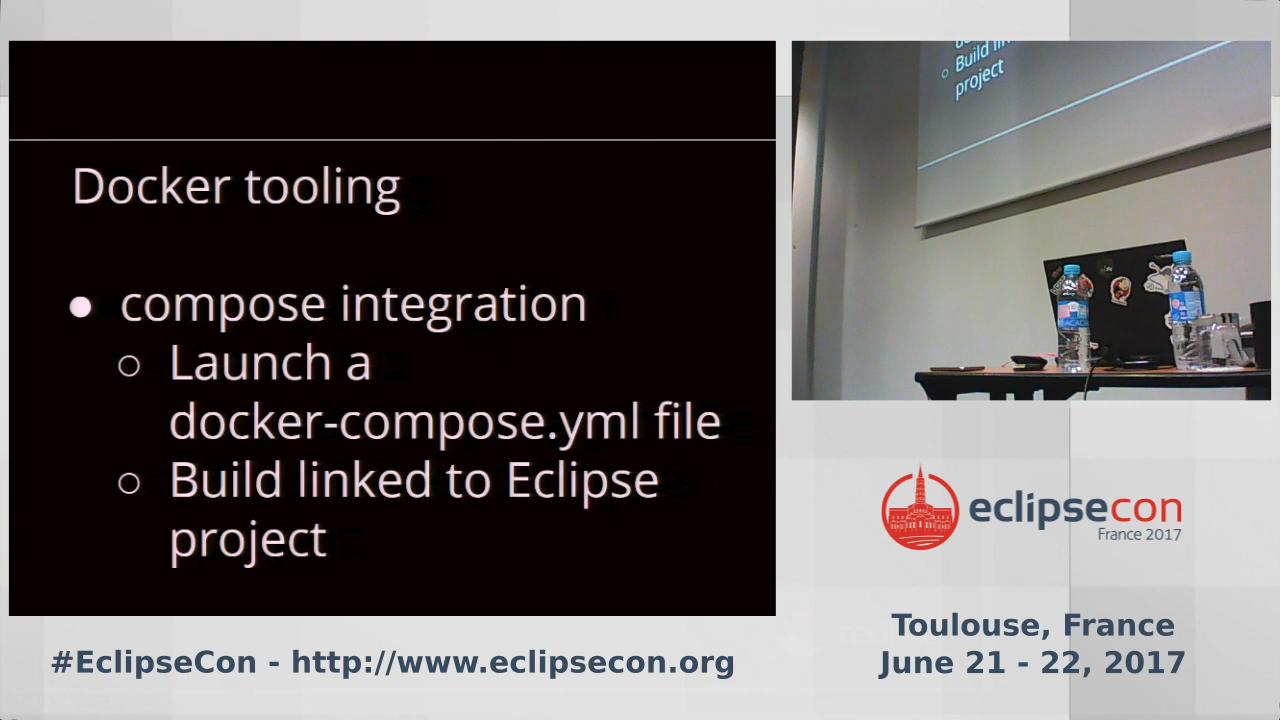 Docker tooling
● compose integration
○ Launch a
docker-compose.yml file
○ Build linked to Eclipse
project
○ Build
project
eclipsecon
France 2017
Toulouse, France
June 21 - 22, 2017
#EclipseCon - http://www.eclipsecon.org